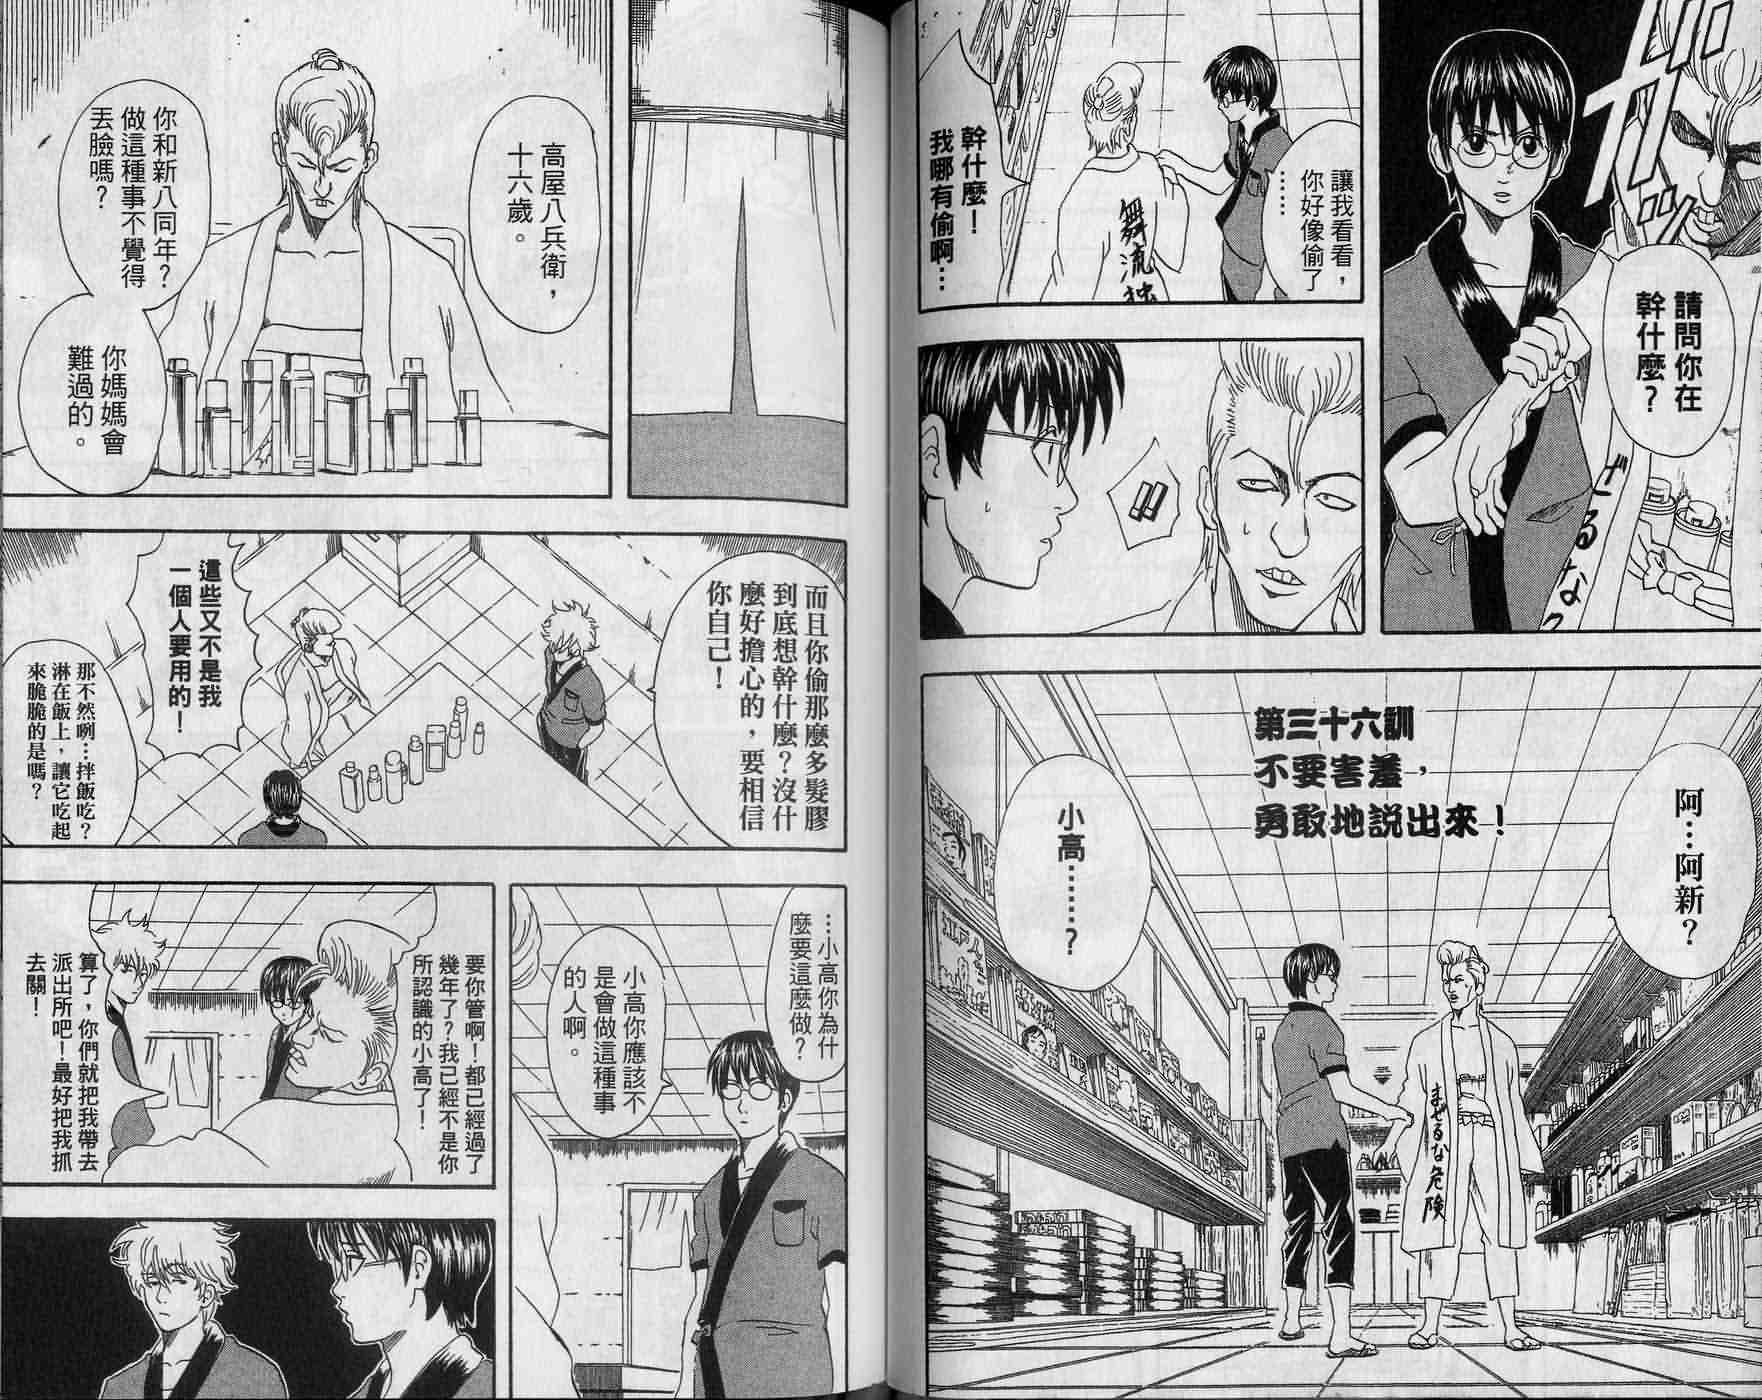 ガガガッ
請問你在
幹什麼？
ぜるな
讓我看看，
你好像偷了
……
舞流
幹什麼！
我哪有偷啊…
!!
第三十六訓
不要害羞，
勇敢地說出來！
阿…阿新？
小高………？
まぜるな危険
高屋八兵衛，
十六歲。
你和新八同年？
做這種事不覺得
丟臉嗎？
你媽媽會
難過的。
而且你偷那麼多髮膠
到底想幹什麼？沒什
麼好擔心的，要相信
你自己！
這些又不是我
一個人要用的！
那不然咧…拌飯吃？
淋在飯上，讓它吃起
來脆脆的是嗎？
…小高你為什
麼要這麼做？
小高你應該不
是會做這種事
的人啊。
要你管啊！都已經過了
幾年了？我已經不是你
所認識的小高了！
算了，你們就把我帶去
派出所吧！最好把我抓
去關！